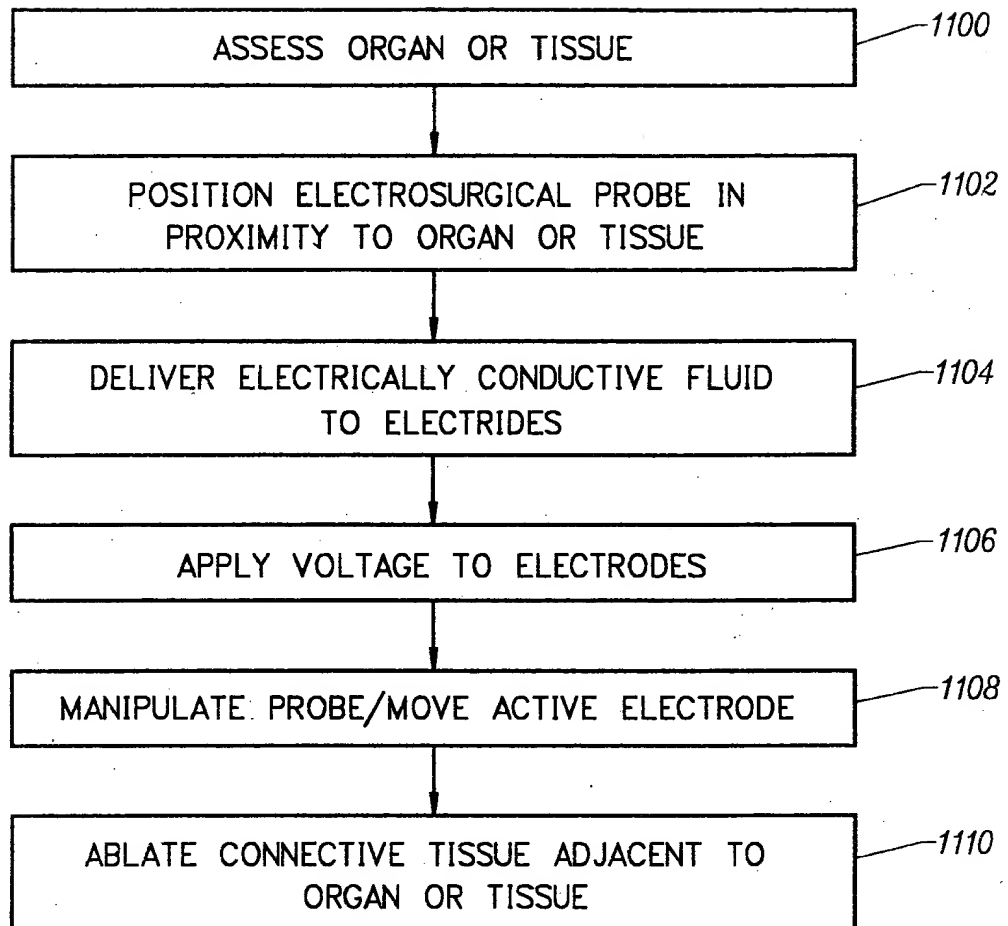 ASSESS ORGAN OR TISSUE
1100
POSITION ELECTROSURGICAL PROBE IN
PROXIMITY TO ORGAN OR TISSUE
1102
DELIVER ELECTRICALLY CONDUCTIVE FLUID
TO ELECTRIDES
1104
APPLY VOLTAGE TO ELECTRODES
1106
MANIPULATE PROBE/MOVE ACTIVE ELECTRODE
1108
ABLATE CONNECTIVE TISSUE ADJACENT TO
ORGAN OR TISSUE
1110